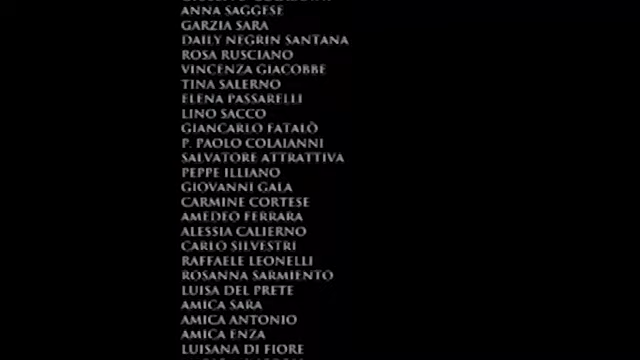 ANNA SAGGESE
GARZIA SARA
DAILY NEGRIN SANTANA
ROSA RUSCIANO
VINCENZA GIACOBBE
TINA SALERNO
ELENA PASSARELLI
LINO SACCO
GIANCARLO FATALÒ
P. PAOLO COLAIANNI
SALVATORE ATTRATTIVA
PEPPE ILLIANO
GIOVANNI GALA
CARMINE CORTESE
AMEDEO FERRARA
ALESSIA CALIERNO
CARLO SILVESTRI
RAFFAELE LEONELLI
ROSANNA SARMIENTO
LUISA DEL PRETE
AMICA SARA
AMICA ANTONIO
AMICA ENZA
LUISANA DI FIORE